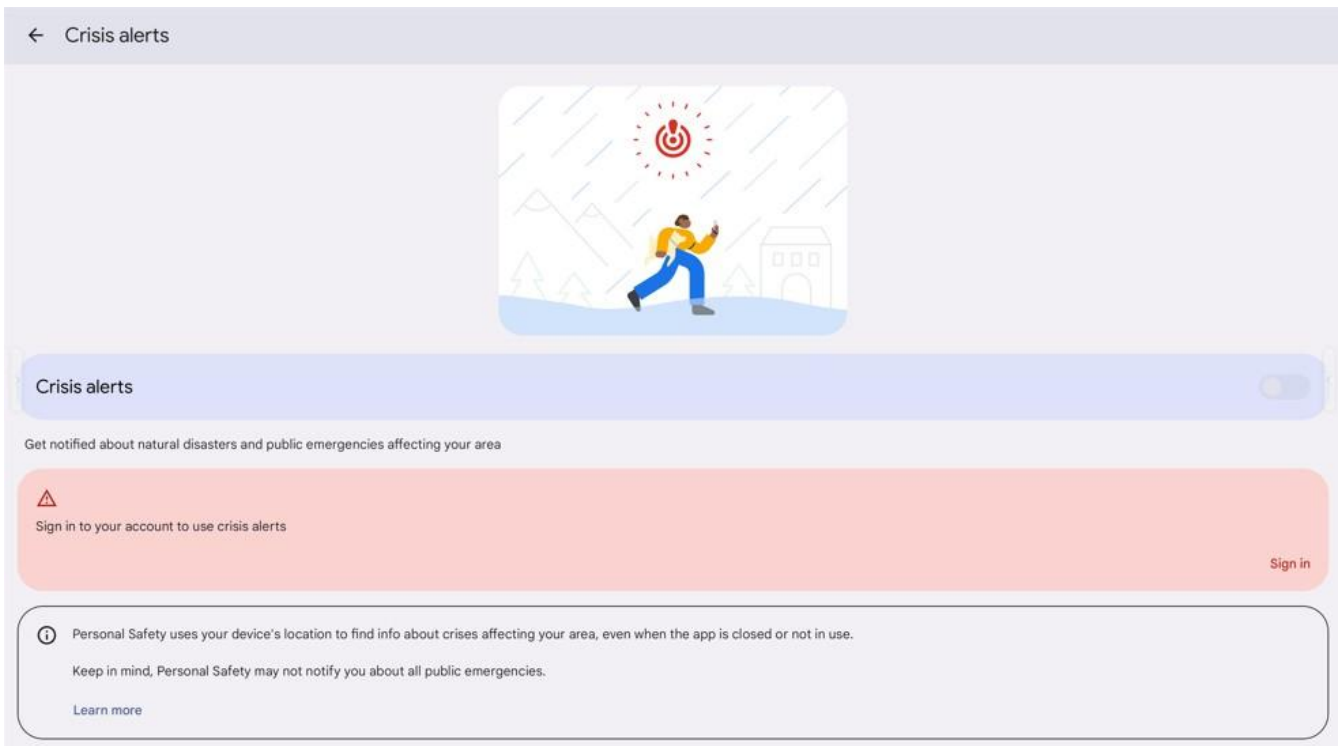 Crisis alerts
Crisis alerts
Get notified about natural disasters and public emergencies affecting your area
Sign in to your account to use crisis alerts
Sign in
Personal Safety uses your device's location to find info about crises affecting your area, even when the app is closed or not in use.
Keep in mind, Personal Safety may not notify you about all public emergencies.
Learn more